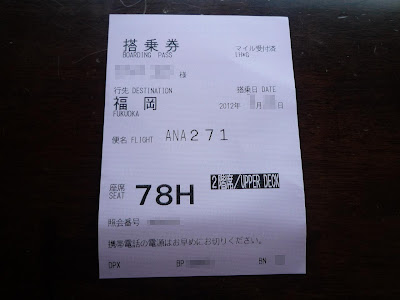 搭乗券
BOARDING PASS
マイル受付済
様
行先 DESTINATION
搭乗日 DATE
福岡
FUKUOKA
2012年 月 日
便名 FLIGHT ANA271
2階席/UPPER DECK
座席
SEAT
78H
照会番号
携帯電話の電源はお早めにお切りください。
DPX
BP
BN